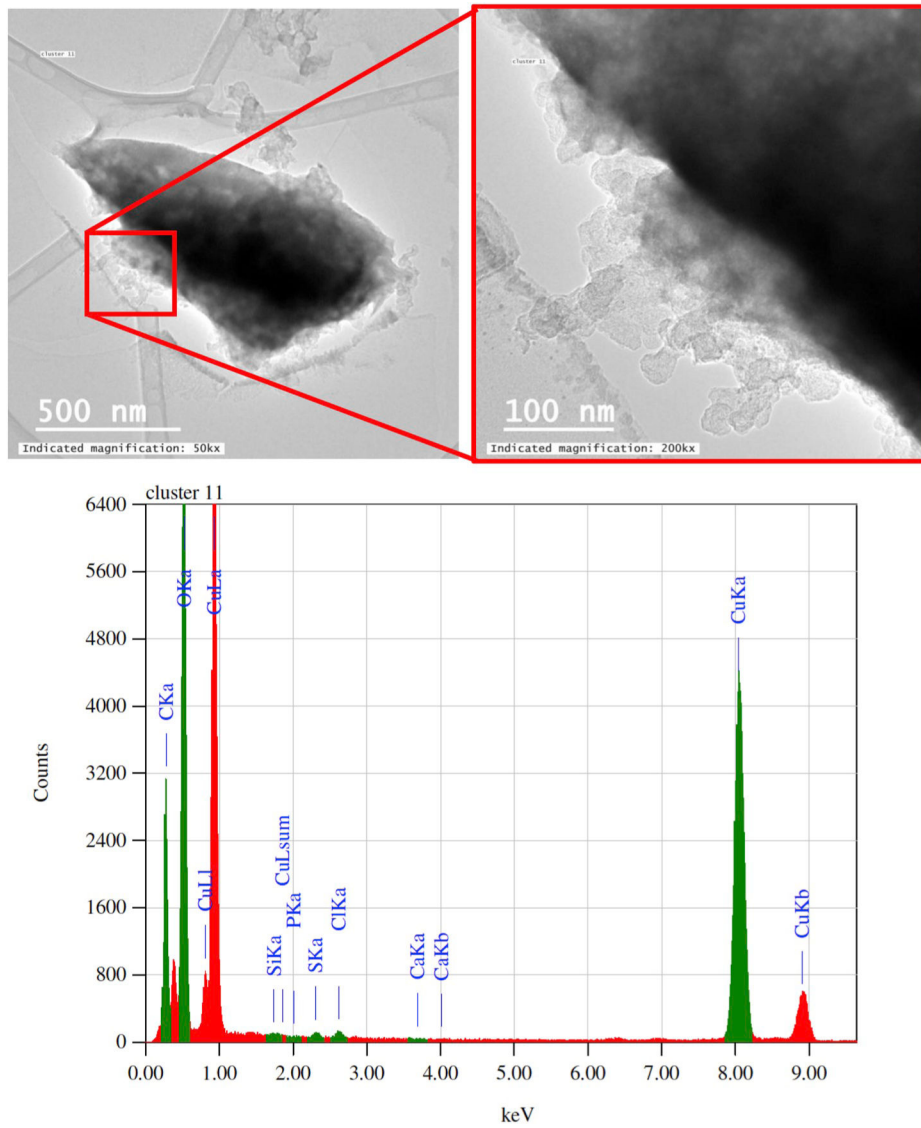 cluster 11
cluster 11
500 nm
100 nm
Indicated magnification: 50kx
Indicated magnification: 200kx
cluster 11
6400
5600
4800
4000
3200
2400
1600
800
0
Counts
CKa
OKa
CuLl
CuLa
SiKa
CuLsum
PKa
SKa
ClKa
CaKa
CaKb
CuKa
CuKb
0.00 1.00 2.00 3.00 4.00 5.00 6.00 7.00 8.00 9.00
keV